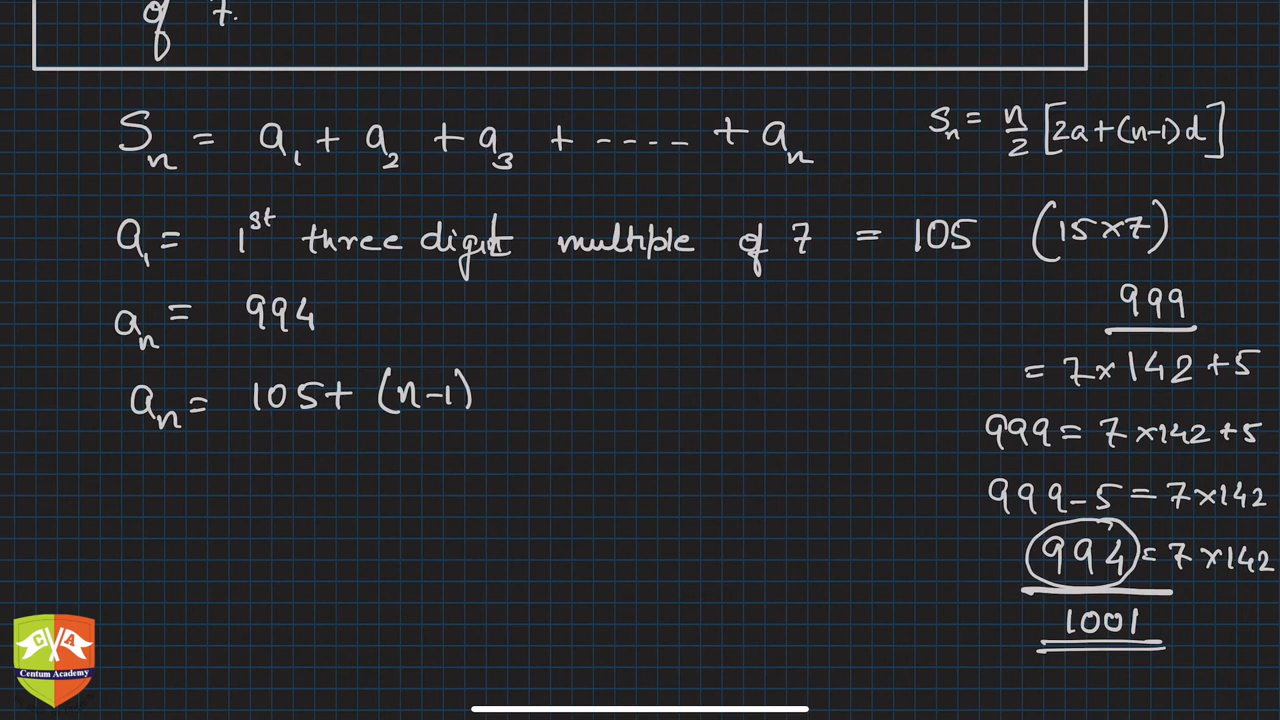 of 7.
Sₙ = a₁ + a₂ + a₃ + ---- + aₙ
Sₙ = n/2 [2a+(n-1)d]
a₁ = 1st three digit multiple of 7 = 105 (15×7)
aₙ = 994
aₙ = 105+ (n-1)
999
= 7×142+5
999 = 7×142+5
999-5 = 7×142
994 = 7×142
1001
C A
Centum Academy